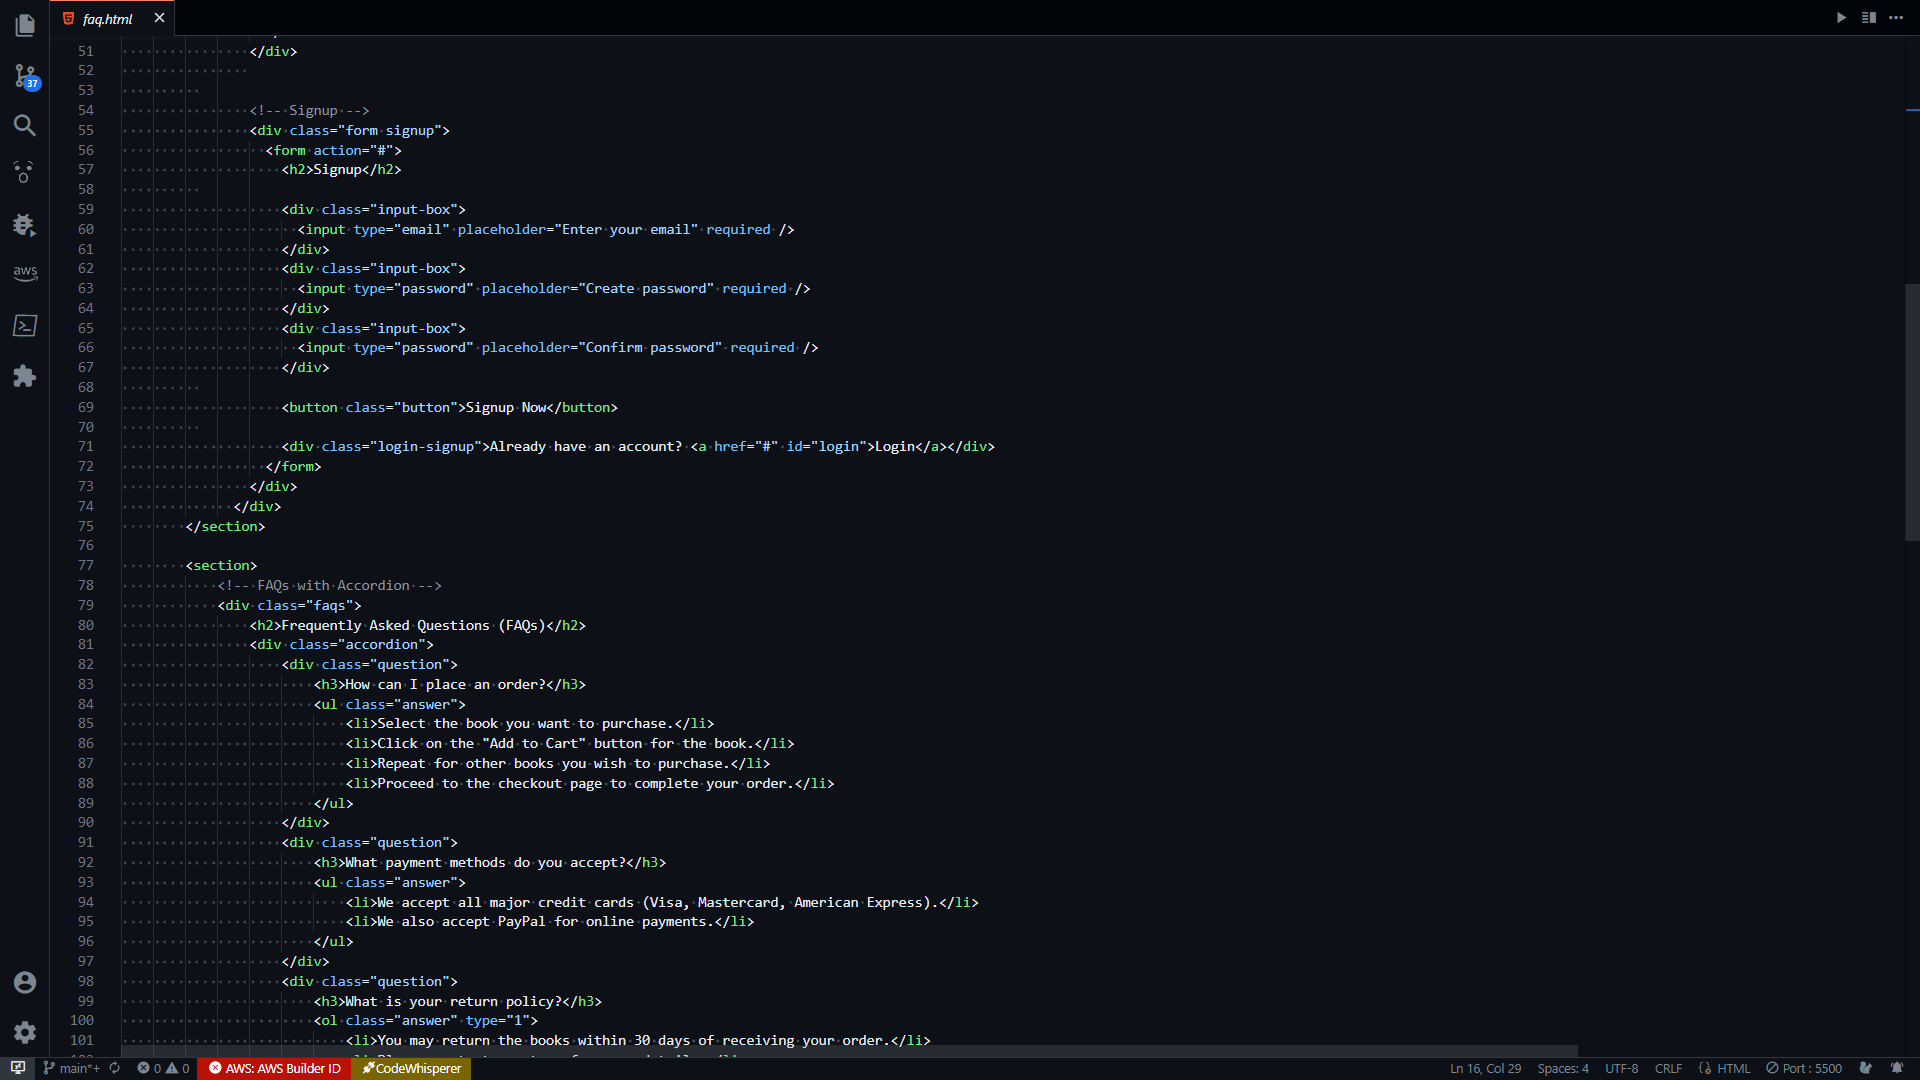 faq.html
51 </div>
52
53
54 <!-- Signup -->
55 <div class="form signup">
56 <form action="#">
57 <h2>Signup</h2>
58
59 <div class="input-box">
60 <input type="email" placeholder="Enter your email" required />
61 </div>
62 <div class="input-box">
63 <input type="password" placeholder="Create password" required />
64 </div>
65 <div class="input-box">
66 <input type="password" placeholder="Confirm password" required />
67 </div>
68
69 <button class="button">Signup Now</button>
70
71 <div class="login-signup">Already have an account? <a href="#" id="login">Login</a></div>
72 </form>
73 </div>
74 </div>
75 </section>
76
77 <section>
78 <!-- FAQs with Accordion -->
79 <div class="faqs">
80 <h2>Frequently Asked Questions (FAQs)</h2>
81 <div class="accordion">
82 <div class="question">
83 <h3>How can I place an order?</h3>
84 <ul class="answer">
85 <li>Select the book you want to purchase.</li>
86 <li>Click on the "Add to Cart" button for the book.</li>
87 <li>Repeat for other books you wish to purchase.</li>
88 <li>Proceed to the checkout page to complete your order.</li>
89 </ul>
90 </div>
91 <div class="question">
92 <h3>What payment methods do you accept?</h3>
93 <ul class="answer">
94 <li>We accept all major credit cards (Visa, Mastercard, American Express).</li>
95 <li>We also accept PayPal for online payments.</li>
96 </ul>
97 </div>
98 <div class="question">
99 <h3>What is your return policy?</h3>
100 <ol class="answer" type="1">
101 <li>You may return the books within 30 days of receiving your order.</li>
37
aws
main*+ 0 0 AWS: AWS Builder ID CodeWhisperer Ln 16, Col 29 Spaces: 4 UTF-8 CRLF HTML Port : 5500